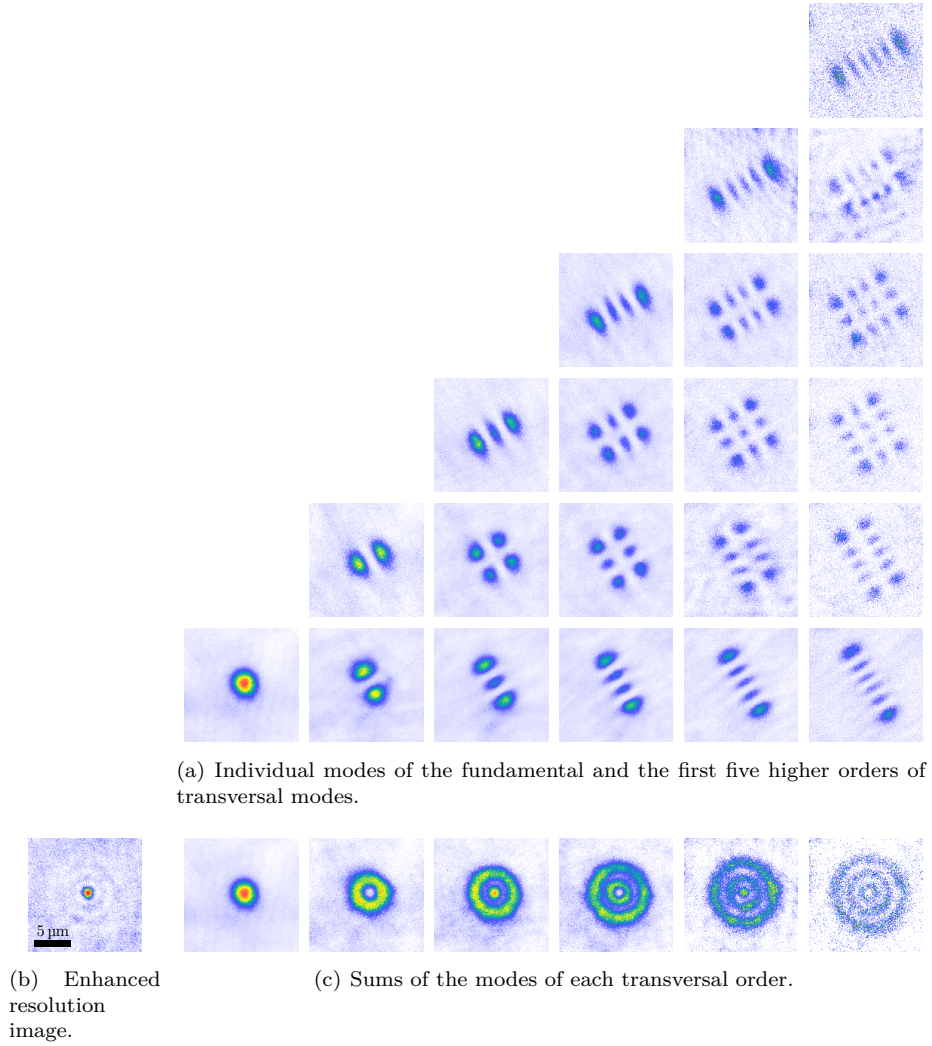 (a) Individual modes of the fundamental and the first five higher orders of
transversal modes.
5 µm
(b) Enhanced
resolution
image.
(c) Sums of the modes of each transversal order.